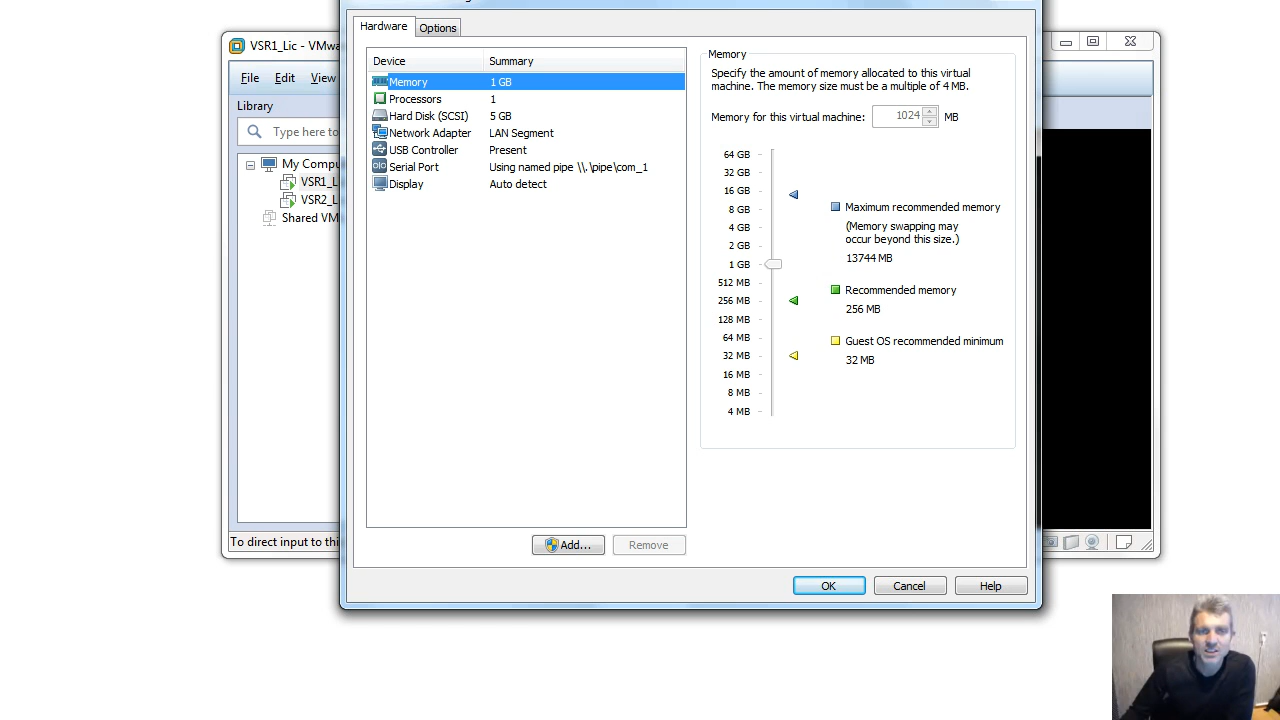 Hardware
Options
VSR1_Lic - VMwa
File Edit View
Library
Type here to
My Compu
VSR1_L
VSR2_L
Shared VM
To direct input to thi
Device Summary
Memory 1 GB
Processors 1
Hard Disk (SCSI) 5 GB
Network Adapter LAN Segment
USB Controller Present
Serial Port Using named pipe \\.\pipe\com_1
Display Auto detect
Add...
Remove
Memory
Specify the amount of memory allocated to this virtual
machine. The memory size must be a multiple of 4 MB.
Memory for this virtual machine: 1024 MB
64 GB
32 GB
16 GB
8 GB
4 GB
2 GB
1 GB
512 MB
256 MB
128 MB
64 MB
32 MB
16 MB
8 MB
4 MB
Maximum recommended memory
(Memory swapping may
occur beyond this size.)
13744 MB
Recommended memory
256 MB
Guest OS recommended minimum
32 MB
OK
Cancel
Help